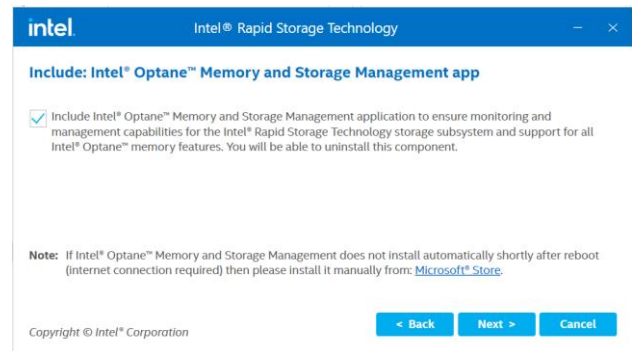 intel.
Intel® Rapid Storage Technology
Include: Intel® Optane™ Memory and Storage Management app
Include Intel® Optane™ Memory and Storage Management application to ensure monitoring and
management capabilities for the Intel® Rapid Storage Technology storage subsystem and support for all
Intel® Optane™ memory features. You will be able to uninstall this component.
Note: If Intel® Optane™ Memory and Storage Management does not install automatically shortly after reboot
(internet connection required) then please install it manually from: Microsoft® Store.
Copyright © Intel® Corporation
< Back
Next >
Cancel